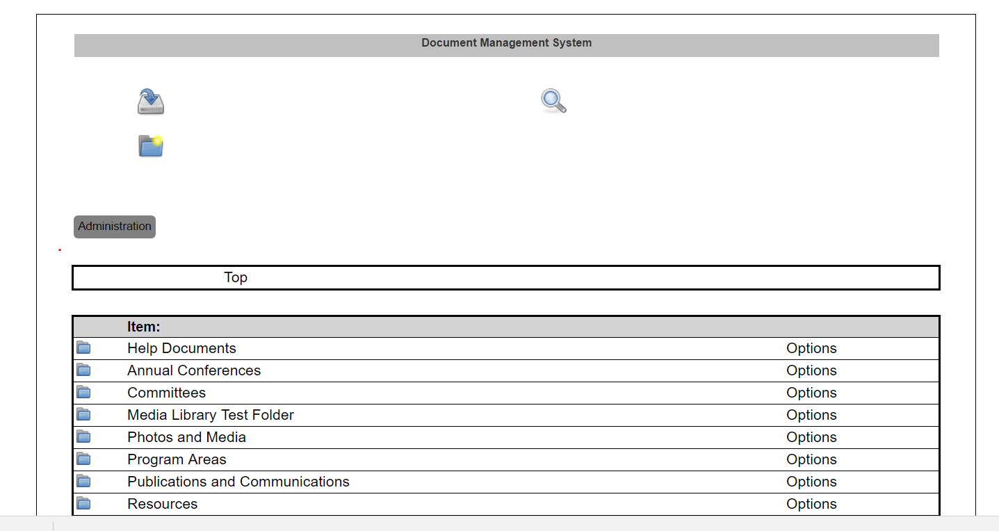 Document Management System
Administration
Top
Item:
Help Documents Options
Annual Conferences Options
Committees Options
Media Library Test Folder Options
Photos and Media Options
Program Areas Options
Publications and Communications Options
Resources Options